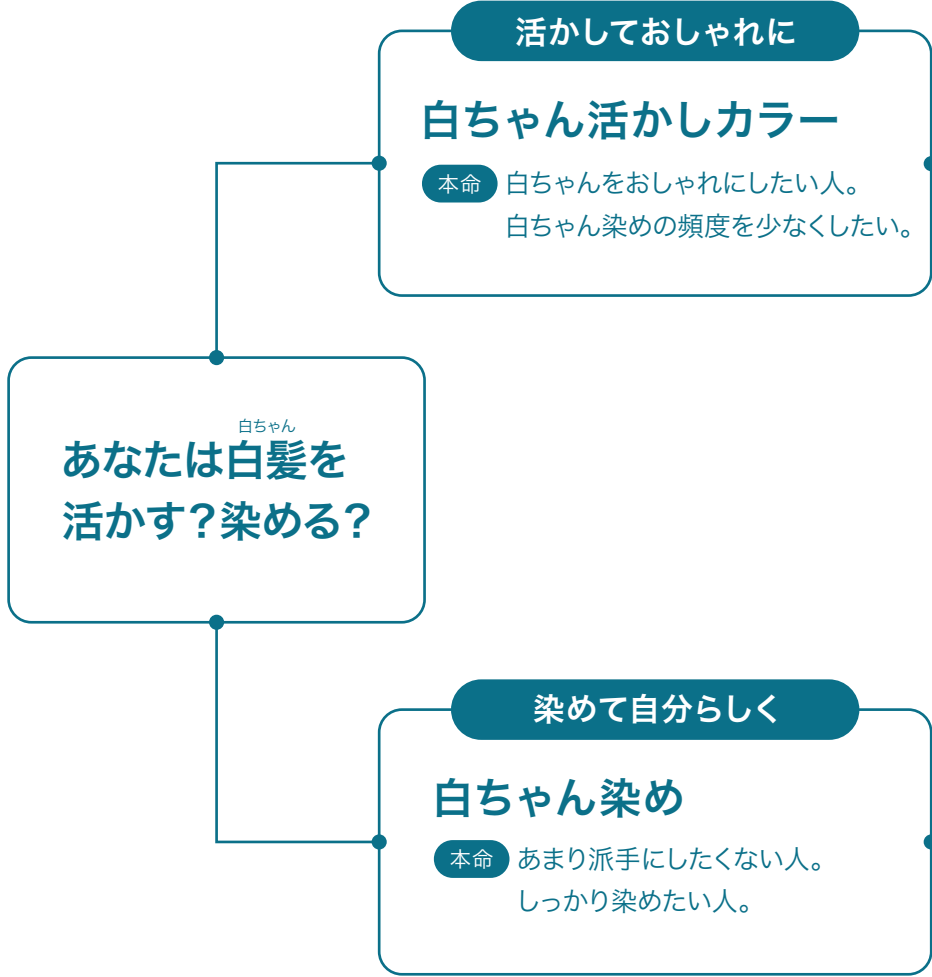 活かしておしゃれに
白ちゃん活かしカラー
本命 白ちゃんをおしゃれにしたい人。
白ちゃん染めの頻度を少なくしたい。
白ちゃん
あなたは白髪を
活かす?染める?
染めて自分らしく
白ちゃん染め
本命 あまり派手にしたくない人。
しっかり染めたい人。